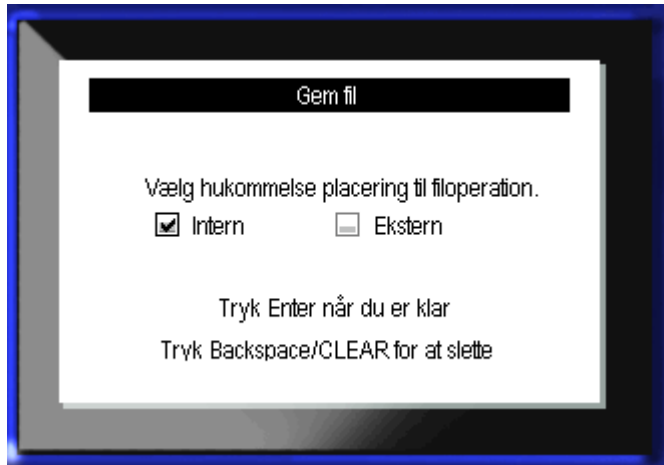 Gem fil
Vælg hukommelse placering til filoperation.
Intern Ekstern
Tryk Enter når du er klar
Tryk Backspace/CLEAR for at slette